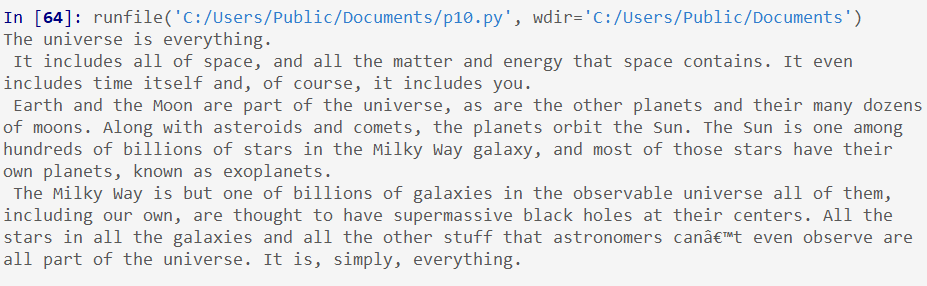 In [64]: runfile('C:/Users/Public/Documents/p10.py', wdir='C:/Users/Public/Documents')
The universe is everything.
 It includes all of space, and all the matter and energy that space contains. It even
includes time itself and, of course, it includes you.
 Earth and the Moon are part of the universe, as are the other planets and their many dozens
of moons. Along with asteroids and comets, the planets orbit the Sun. The Sun is one among
hundreds of billions of stars in the Milky Way galaxy, and most of those stars have their
own planets, known as exoplanets.
 The Milky Way is but one of billions of galaxies in the observable universe all of them,
including our own, are thought to have supermassive black holes at their centers. All the
stars in all the galaxies and all the other stuff that astronomers canâ€™t even observe are
all part of the universe. It is, simply, everything.